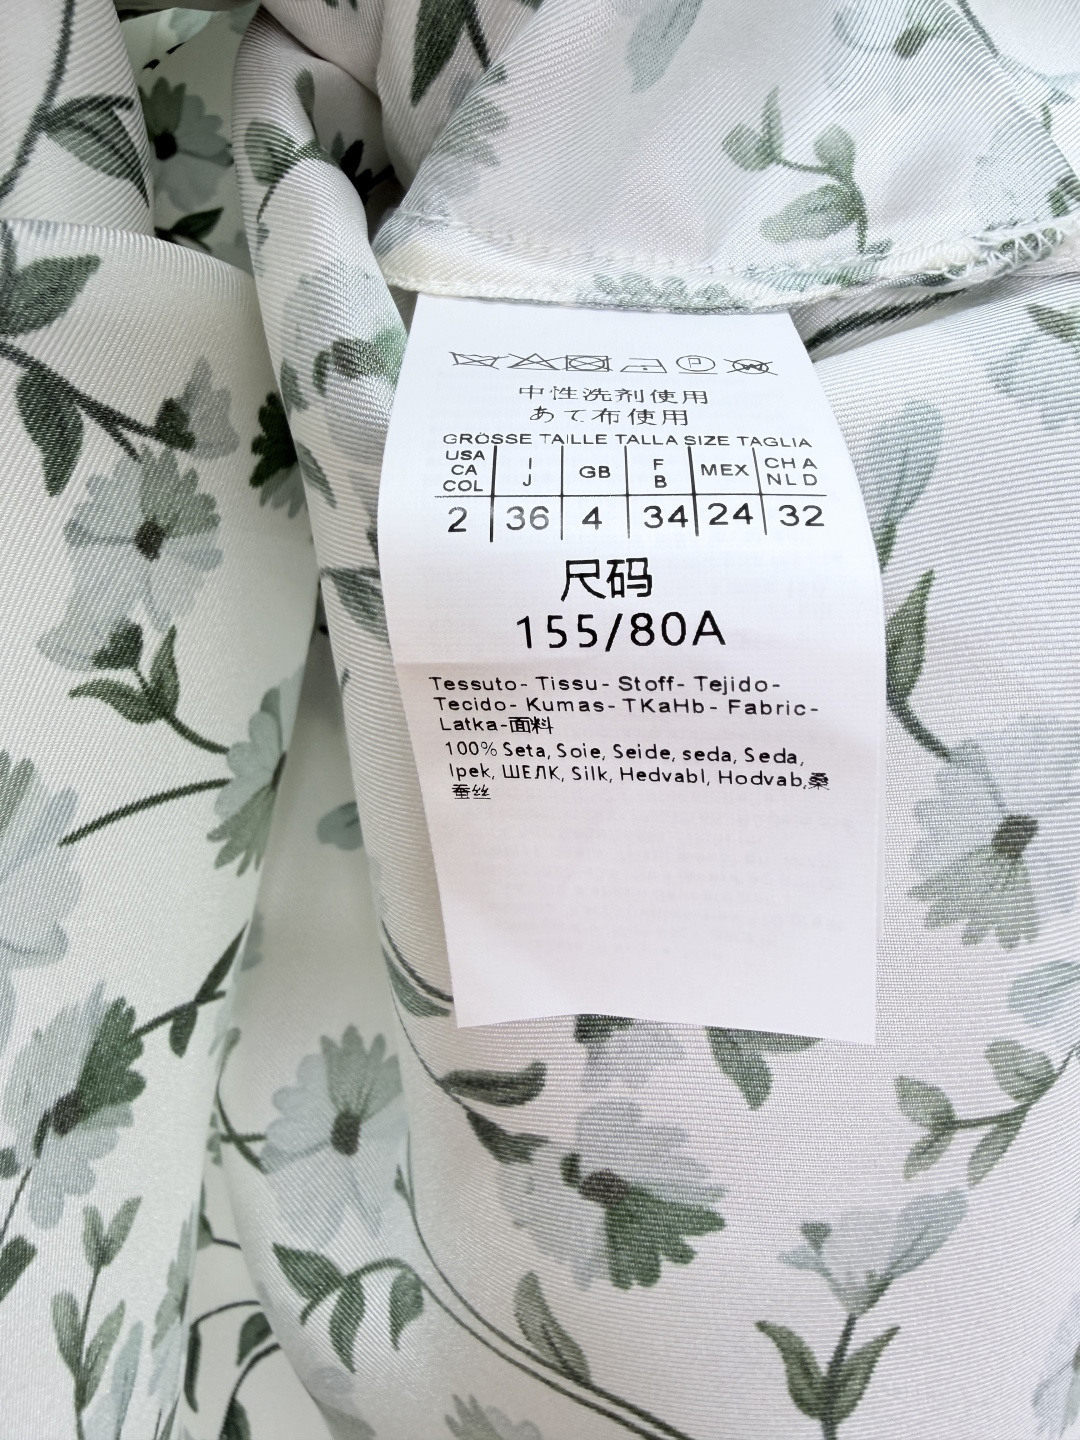 中性洗剤使用
あて布使用
GRÖSSE TAILLE TALLA SIZE TAGLIA
USA CA COL I J GB F B MEX CH A NL D
2 36 4 34 24 32
尺码
155/80A
Tessuto- Tissu- Stoff- Tejido-
Tecido- Kumas- TKaHb- Fabric-
Latka-面料
100% Seta, Soie, Seide, seda, Seda,
Ipek, ШЕЛК, Silk, Hedvabl, Hodvab,桑
蚕丝